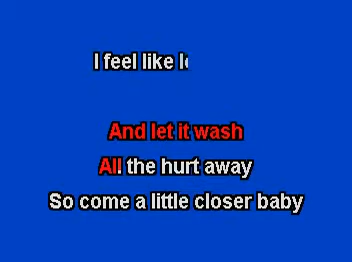 I feel like
And let it wash
All the hurt away
So come a little closer baby